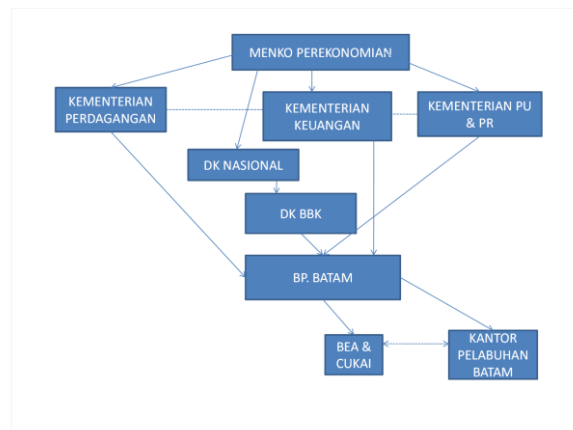 MENKO PEREKONOMIAN
KEMENTERIAN
PERDAGANGAN
KEMENTERIAN
KEUANGAN
KEMENTERIAN PU
& PR
DK NASIONAL
DK BBK
BP. BATAM
BEA &
CUKAI
KANTOR
PELABUHAN
BATAM